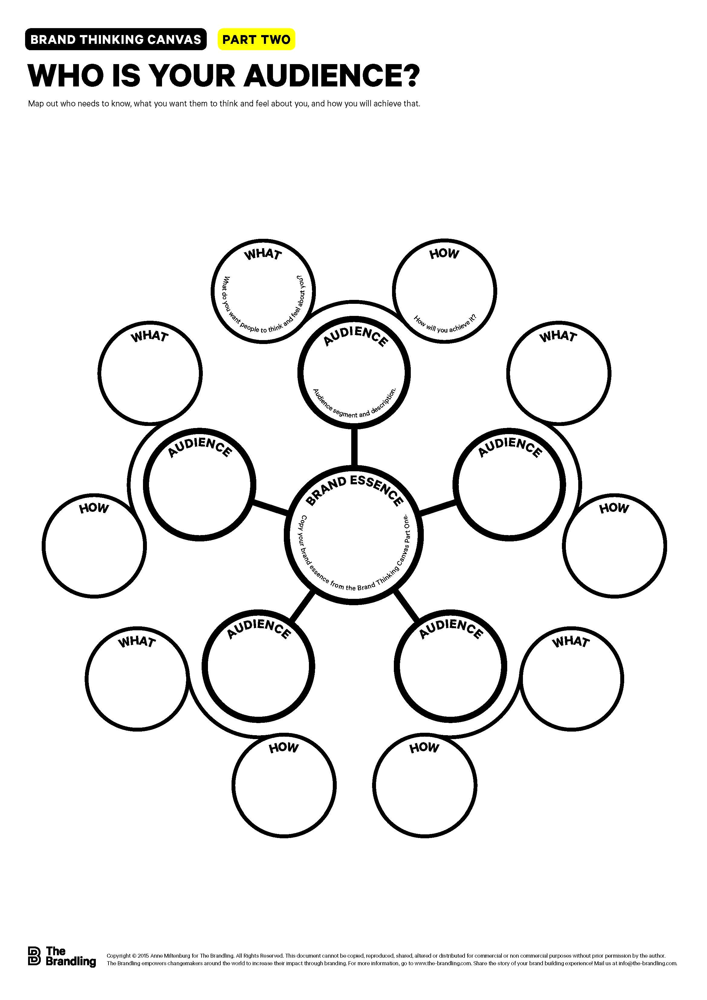 BRAND THINKING CANVAS
PART TWO
WHO IS YOUR AUDIENCE?
Map out who needs to know, what you want them to think and feel about you, and how you will achieve that.
WHAT
What do you want people to think and feel about you?
HOW
How will you achieve it?
AUDIENCE
Audience segment and description.
WHAT
WHAT
AUDIENCE
AUDIENCE
HOW
HOW
BRAND ESSENCE
Copy your brand essence from the Brand Thinking Canvas Part One.
WHAT
AUDIENCE
AUDIENCE
WHAT
HOW
HOW
The
Brandling
Copyright © 2015 Anne Miltenburg for The Brandling. All Rights Reserved. This document cannot be copied, reproduced, shared, altered or distributed for commercial or non commercial purposes without prior permission by the author.
The Brandling empowers changemakers around the world to increase their impact through branding. For more information, go to www.the-brandling.com. Share the story of your brand building experience! Mail us at info@the-brandling.com.